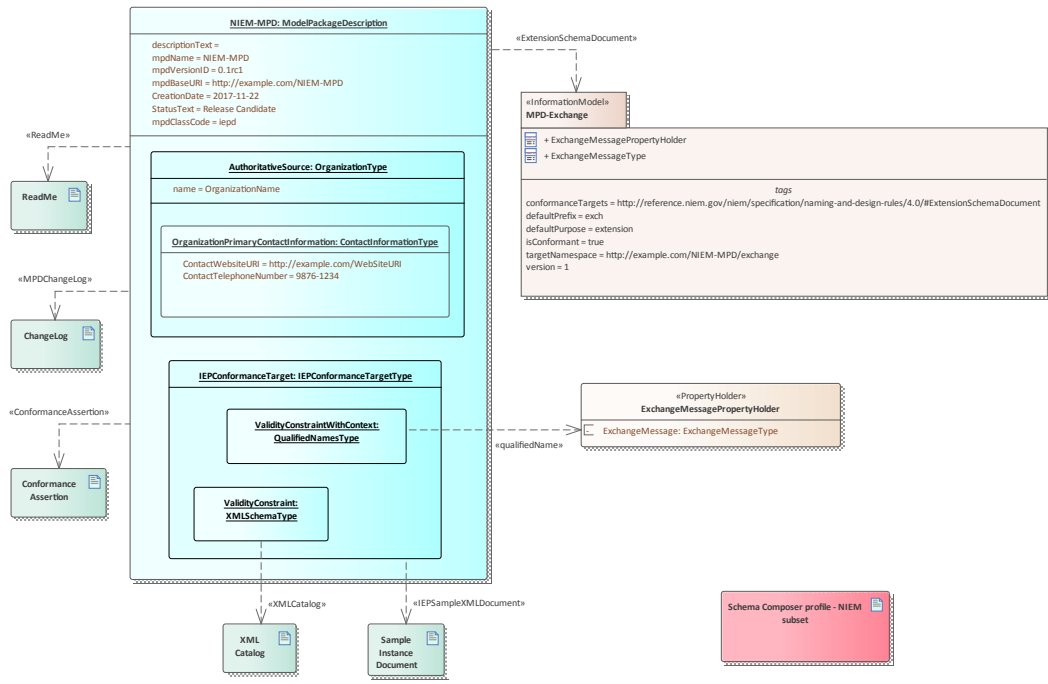 NIEM-MPD: ModelPackageDescription
descriptionText =
mpdName = NIEM-MPD
mpdVersionID = 0.1rc1
mpdBaseURI = http://example.com/NIEM-MPD
CreationDate = 2017-11-22
StatusText = Release Candidate
mpdClassCode = iepd
«ExtensionSchemaDocument»
«InformationModel»
MPD-Exchange
+ ExchangeMessagePropertyHolder
+ ExchangeMessageType
tags
conformanceTargets = http://reference.niem.gov/niem/specification/naming-and-design-rules/4.0/#ExtensionSchemaDocument
defaultPrefix = exch
defaultPurpose = extension
isConformant = true
targetNamespace = http://example.com/NIEM-MPD/exchange
version = 1
«ReadMe»
ReadMe
AuthoritativeSource: OrganizationType
name = OrganizationName
OrganizationPrimaryContactInformation: ContactInformationType
ContactWebsiteURI = http://example.com/WebSiteURI
ContactTelephoneNumber = 9876-1234
«MPDChangeLog»
ChangeLog
IEPConformanceTarget: IEPConformanceTargetType
ValidityConstraintWithContext:
QualifiedNamesType
«qualifiedName»
«PropertyHolder»
ExchangeMessagePropertyHolder
- ExchangeMessage: ExchangeMessageType
«ConformanceAssertion»
Conformance
Assertion
ValidityConstraint:
XMLSchemaType
«XMLCatalog»
XML
Catalog
«IEPSampleXMLDocument»
Sample
Instance
Document
Schema Composer profile - NIEM
subset